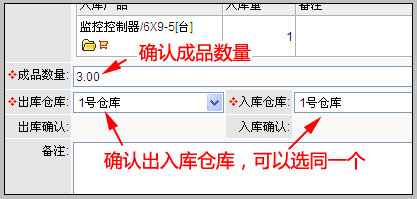 入库产品 入库量 备注
监控控制器/6X9-5[台] 1
确认成品数量
❖成品数量: 3.00
❖出库仓库: 1号仓库 ❖入库仓库: 1号仓库
出库确认: 入库确认:
确认出入库仓库，可以选同一个
备注: